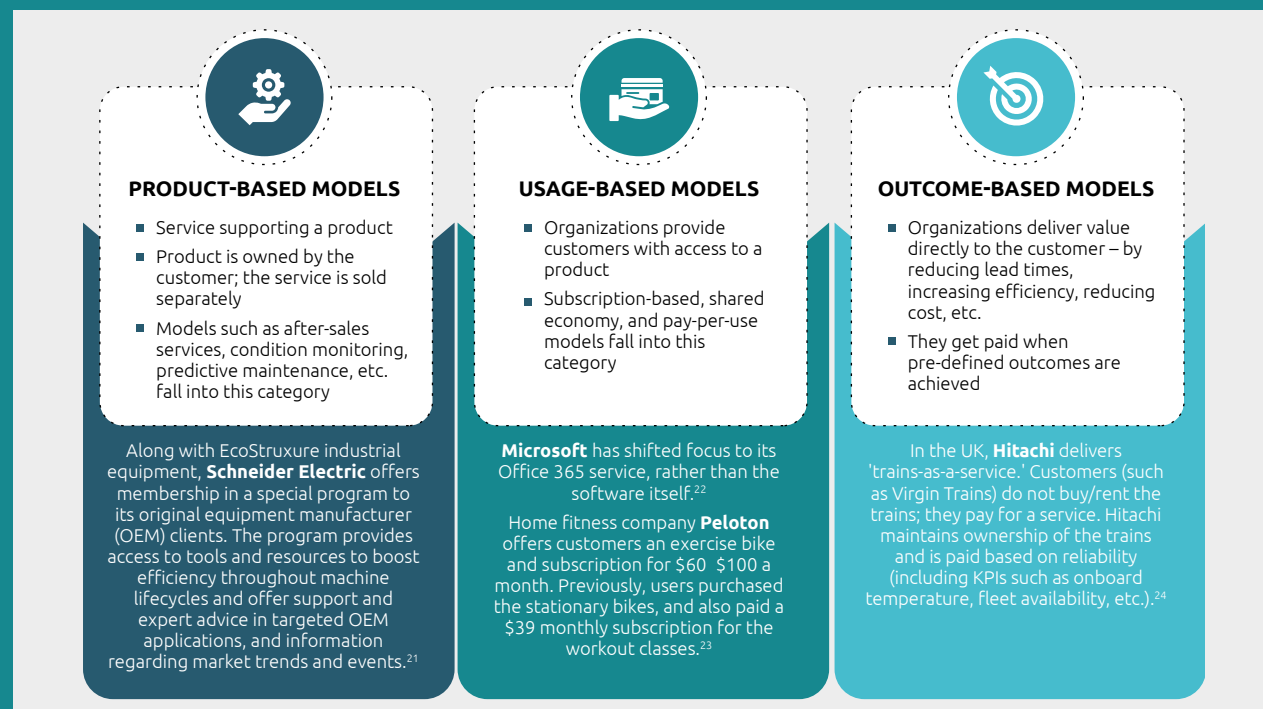 PRODUCT-BASED MODELS
Service supporting a product
Product is owned by the
customer; the service is sold
separately
Models such as after-sales
services, condition monitoring,
predictive maintenance, etc.
fall into this category
Along with EcoStruxure industrial
equipment, Schneider Electric offers
membership in a special program to
its original equipment manufacturer
(OEM) clients. The program provides
access to tools and resources to boost
efficiency throughout machine
lifecycles and offer support and
expert advice in targeted OEM
applications, and information
regarding market trends and events.21
USAGE-BASED MODELS
Organizations provide
customers with access to a
product
Subscription-based, shared
economy, and pay-per-use
models fall into this
category
Microsoft has shifted focus to its
Office 365 service, rather than the
software itself.22
Home fitness company Peloton
offers customers an exercise bike
and subscription for $60 $100 a
month. Previously, users purchased
the stationary bikes, and also paid a
$39 monthly subscription for the
workout classes.23
OUTCOME-BASED MODELS
Organizations deliver value
directly to the customer – by
reducing lead times,
increasing efficiency, reducing
cost, etc.
They get paid when
pre-defined outcomes are
achieved
In the UK, Hitachi delivers
'trains-as-a-service.' Customers (such
as Virgin Trains) do not buy/rent the
trains; they pay for a service. Hitachi
maintains ownership of the trains
and is paid based on reliability
(including KPIs such as onboard
temperature, fleet availability, etc.).24